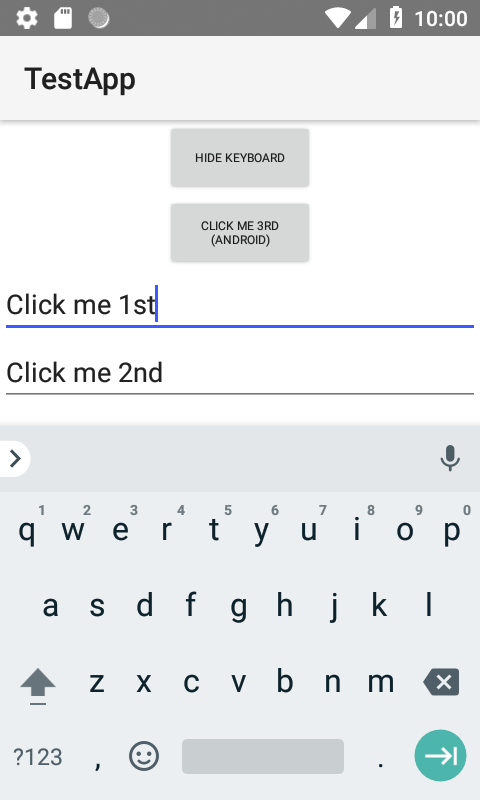 10:00
TestApp
HIDE KEYBOARD
CLICK ME 3RD
(ANDROID)
Click me 1st
Click me 2nd
1 2 3 4 5 6 7 8 9 0
q w e r t y u i o p
a s d f g h j k l
z x c v b n m
?123 , .